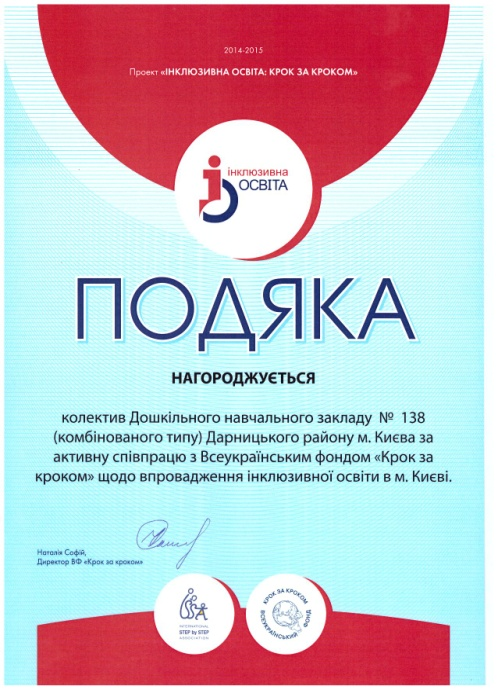 2014-2015
Проект «ІНКЛЮЗИВНА ОСВІТА: КРОК ЗА КРОКОМ»
інклюзивна
ОСВІТА
ПОДЯКА
НАГОРОДЖУЄТЬСЯ
колектив Дошкільного навчального закладу № 138
(комбінованого типу) Дарницького району м. Києва за
активну співпрацю з Всеукраїнським фондом «Крок за
кроком» щодо впровадження інклюзивної освіти в м. Києві.
Наталія Софій,
Директор ВФ «Крок за кроком»
INTERNATIONAL
STEP by STEP
ASSOCIATION
КРОК ЗА КРОКОМ
ВСЕУКРАЇНСЬКИЙ ФОНД